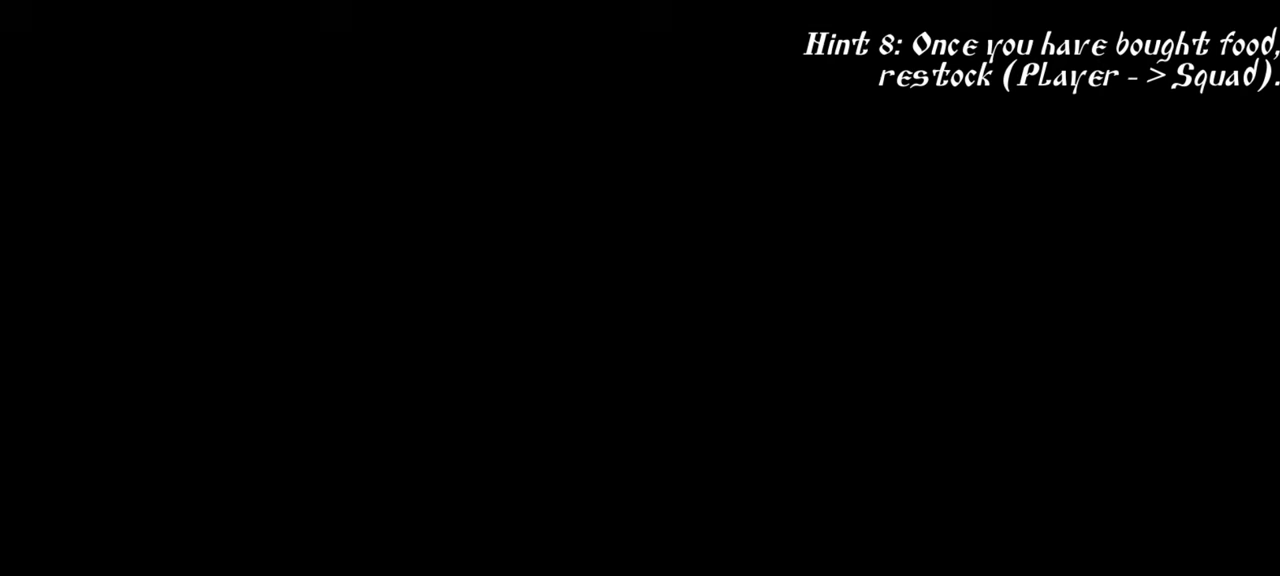 Hint 8: Once you have bought food,
restock (Player - > Squad).